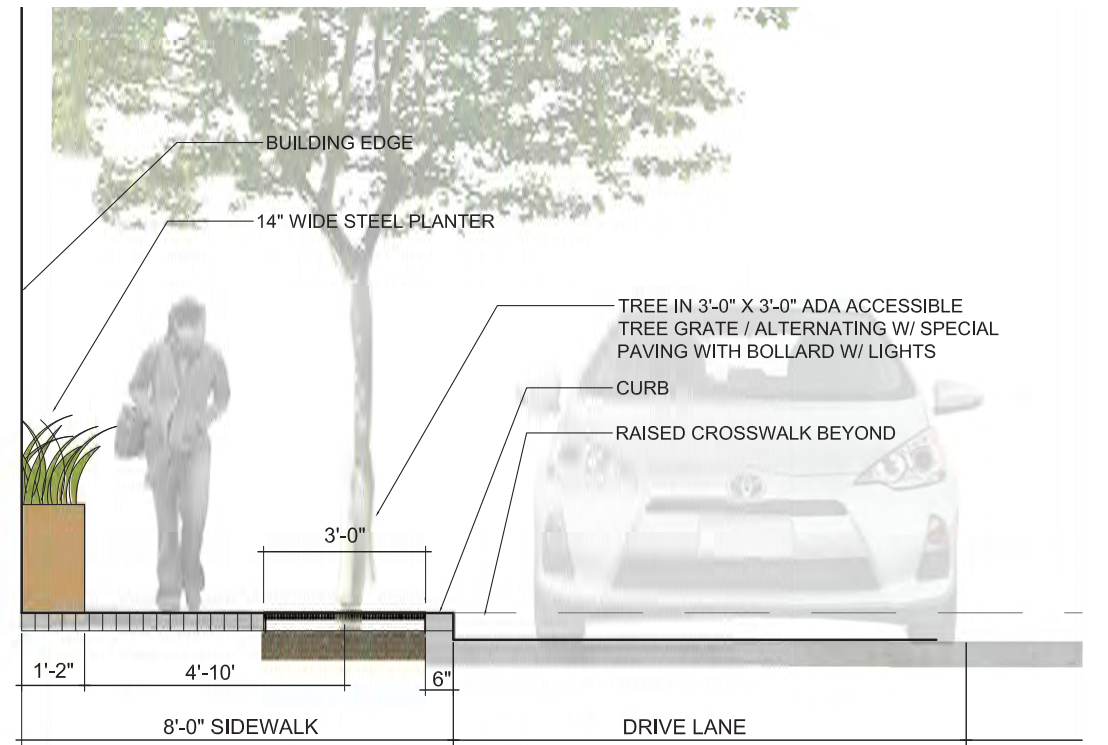 BUILDING EDGE
14" WIDE STEEL PLANTER
TREE IN 3'-0" X 3'-0" ADA ACCESSIBLE
TREE GRATE / ALTERNATING W/ SPECIAL
PAVING WITH BOLLARD W/ LIGHTS
CURB
RAISED CROSSWALK BEYOND
3'-0"
1'-2"
4'-10'
6"
8'-0" SIDEWALK
DRIVE LANE